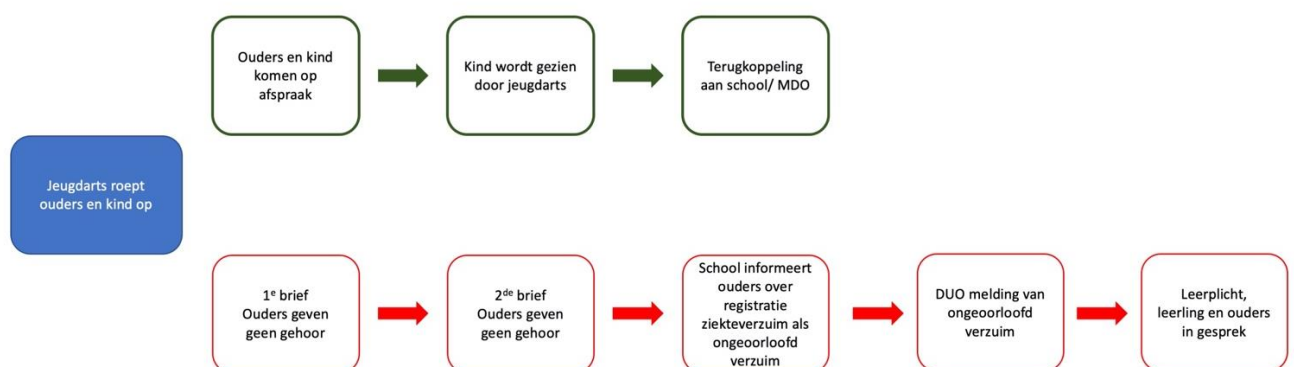 Jeugdarts roept
ouders en kind op
Ouders en kind
komen op
afspraak
Kind wordt gezien
door jeugdarts
Terugkoppeling
aan school/ MDO
1e brief
Ouders geven
geen gehoor
2de brief
Ouders geven
geen gehoor
School informeert
ouders over
registratie
ziekteverzuim als
ongeoorloofd
verzuim
DUO melding van
ongeoorloofd
verzuim
Leerplicht,
leerling en ouders
in gesprek